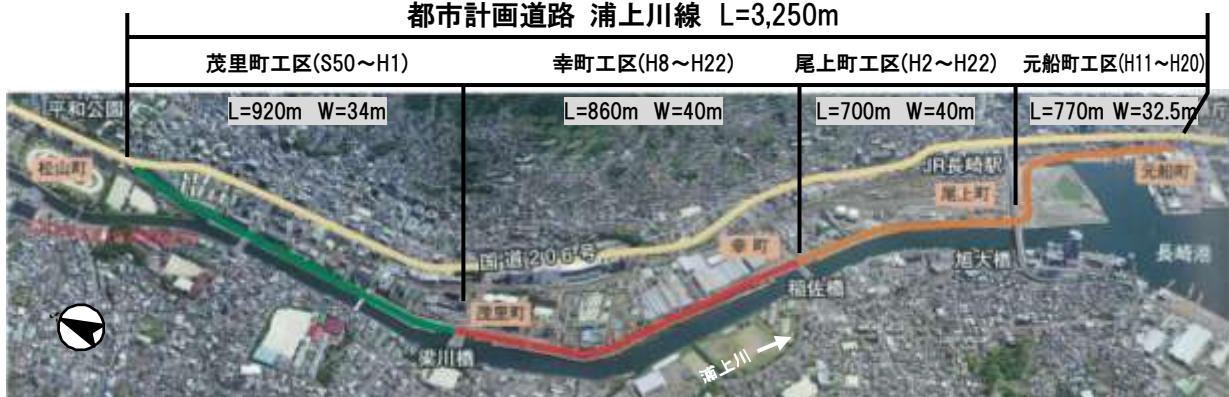 都市計画道路 浦上川線 L=3,250m
茂里町工区(S50～H1)
幸町工区(H8～H22)
尾上町工区(H2～H22)
元船町工区(H11～H20)
L=920m W=34m
L=860m W=40m
L=700m W=40m
L=770m W=32.5m
平和公園
松山町
国道206号
JR長崎駅
尾上町
元船町
幸町
茂里町
梁川橋
稲佐橋
旭大橋
長崎港
浦上川